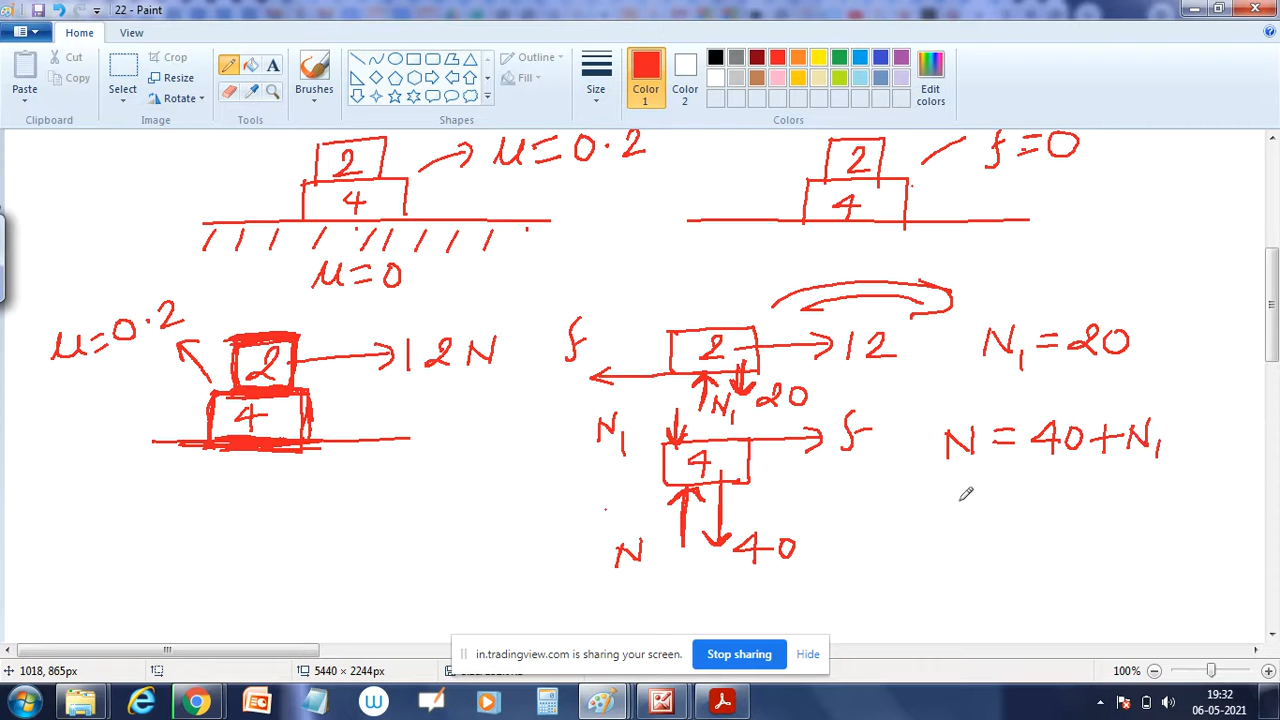 22 - Paint
Home View
Paste
Cut
Copy
Clipboard
Select
Crop
Resize
Rotate
Image
A
Tools
Brushes
Shapes
Outline
Fill
Size
Color 1
Color 2
Edit colors
Colors
2
4
μ=0.2
μ=0
2
4
f=0
μ=0.2
2
12N
4
f
2
12
N₁=20
N₁
20
N₁
4
f
N=40+N₁
N
40
in.tradingview.com is sharing your screen.
Stop sharing
Hide
1018, 865px
5440 × 2244px
100%
19:32
06-05-2021